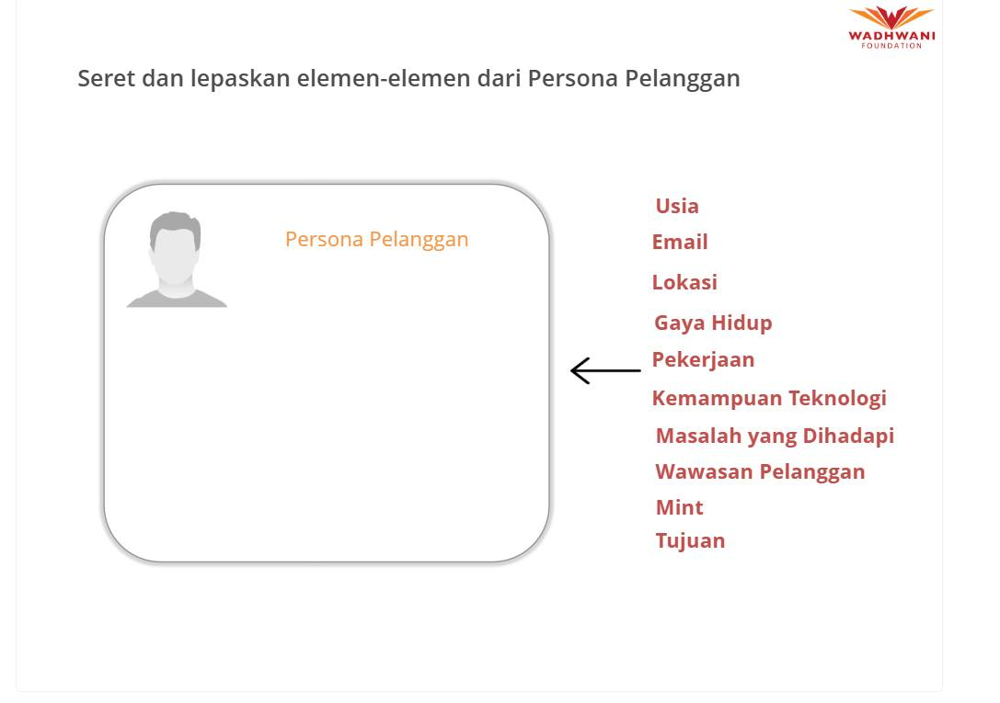 WADHWANI
FOUNDATION
Seret dan lepaskan elemen-elemen dari Persona Pelanggan
Persona Pelanggan
Usia
Email
Lokasi
Gaya Hidup
Pekerjaan
Kemampuan Teknologi
Masalah yang Dihadapi
Wawasan Pelanggan
Mint
Tujuan